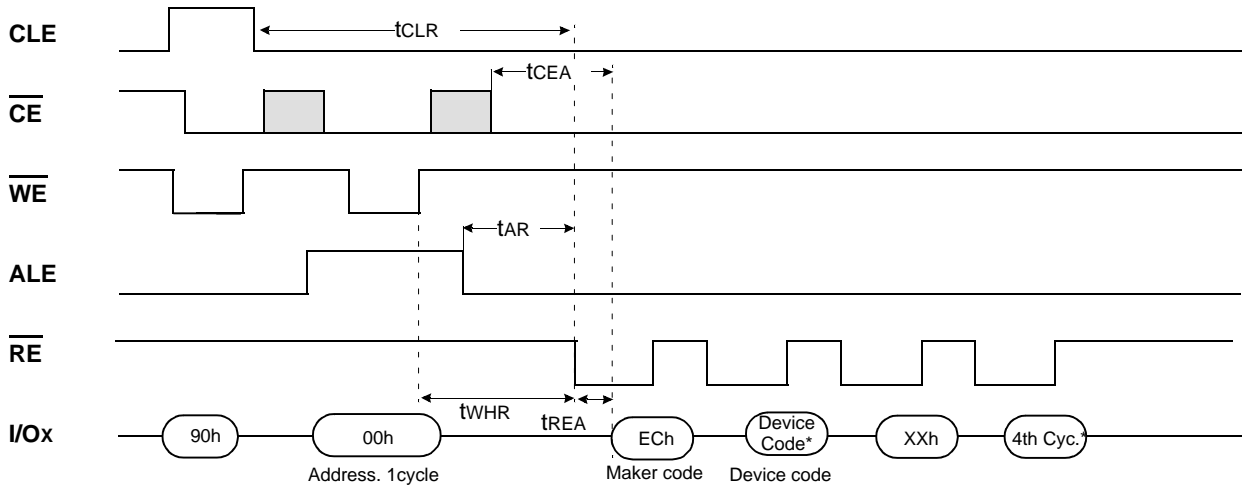 CLE
tCLR
tCEA
CE
WE
tAR
ALE
RE
tWHR
tREA
I/Ox
90h
00h
ECh
Device
Code*
XXh
4th Cyc.*
Address. 1cycle
Maker code
Device code